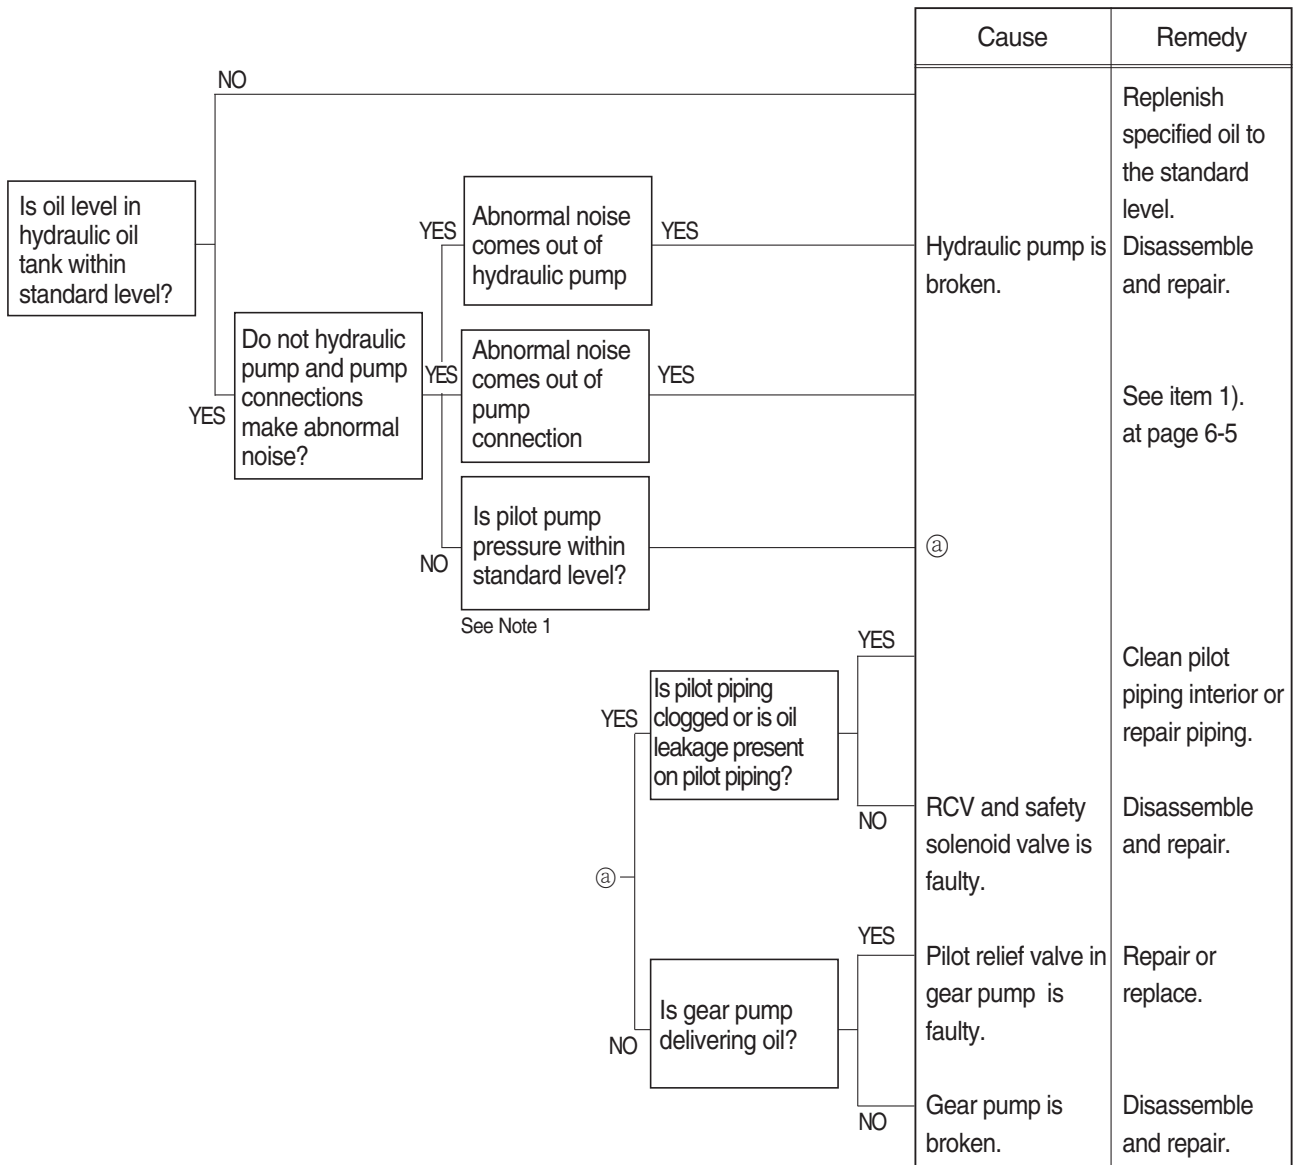 Cause
Remedy
NO
Replenish
specified oil to
the standard
level.
Is oil level in
hydraulic oil
tank within
standard level?
YES
Abnormal noise
comes out of
hydraulic pump
YES
Hydraulic pump is
broken.
Disassemble
and repair.
YES
Do not hydraulic
pump and pump
connections
make abnormal
noise?
YES
Abnormal noise
comes out of
pump
connection
YES
See item 1).
at page 6-5
NO
Is pilot pump
pressure within
standard level?
See Note 1
ⓐ
ⓐ
YES
Is pilot piping
clogged or is oil
leakage present
on pilot piping?
YES
Clean pilot
piping interior or
repair piping.
NO
RCV and safety
solenoid valve is
faulty.
Disassemble
and repair.
NO
Is gear pump
delivering oil?
YES
Pilot relief valve in
gear pump is
faulty.
Repair or
replace.
NO
Gear pump is
broken.
Disassemble
and repair.